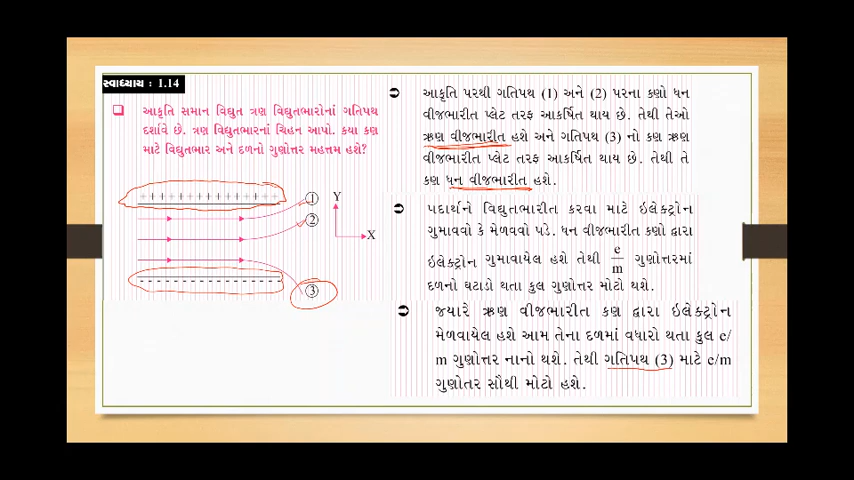 સ્વાધ્યાય : 1.14
આકૃતિ સમાન વિદ્યુત ત્રણ વિદ્યુતભારોનાં ગતિપથ
દર્શાવે છે. ત્રણ વિદ્યુતભારનાં ચિહન આપો. કયા કણ
માટે વિદ્યુતભાર અને દળનો ગુણોત્તર મહત્તમ હશે?
+ + + + + + + + + + + +
1
Y
2
X
3
આકૃતિ પરથી ગતિપથ (1) અને (2) પરના કણો ધન
વીજભારીત પ્લેટ તરફ આકર્ષિત થાય છે. તેથી તેઓ
ઋણ વીજભારીત હશે અને ગતિપથ (3) નો કણ ઋણ
વીજભારીત પ્લેટ તરફ આકર્ષિત થાય છે. તેથી તે
કણ ધન વીજભારીત હશે.
પદાર્થને વિદ્યુતભારીત કરવા માટે ઇલેક્ટ્રોન
ગુમાવવો કે મેળવવો પડે. ધન વીજભારીત કણો દ્વારા
ઇલેક્ટ્રોન ગુમાવાયેલ હશે તેથી e/m ગુણોત્તરમાં
દળનો ઘટાડો થતા કુલ ગુણોત્તર મોટો થશે.
જ્યારે ઋણ વીજભારીત કણ દ્વારા ઇલેક્ટ્રોન
મેળવાયેલ હશે આમ તેના દળમાં વધારો થતા કુલ e/
m ગુણોત્તર નાનો થશે. તેથી ગતિપથ (3) માટે e/m
ગુણોતર સૌથી મોટો હશે.